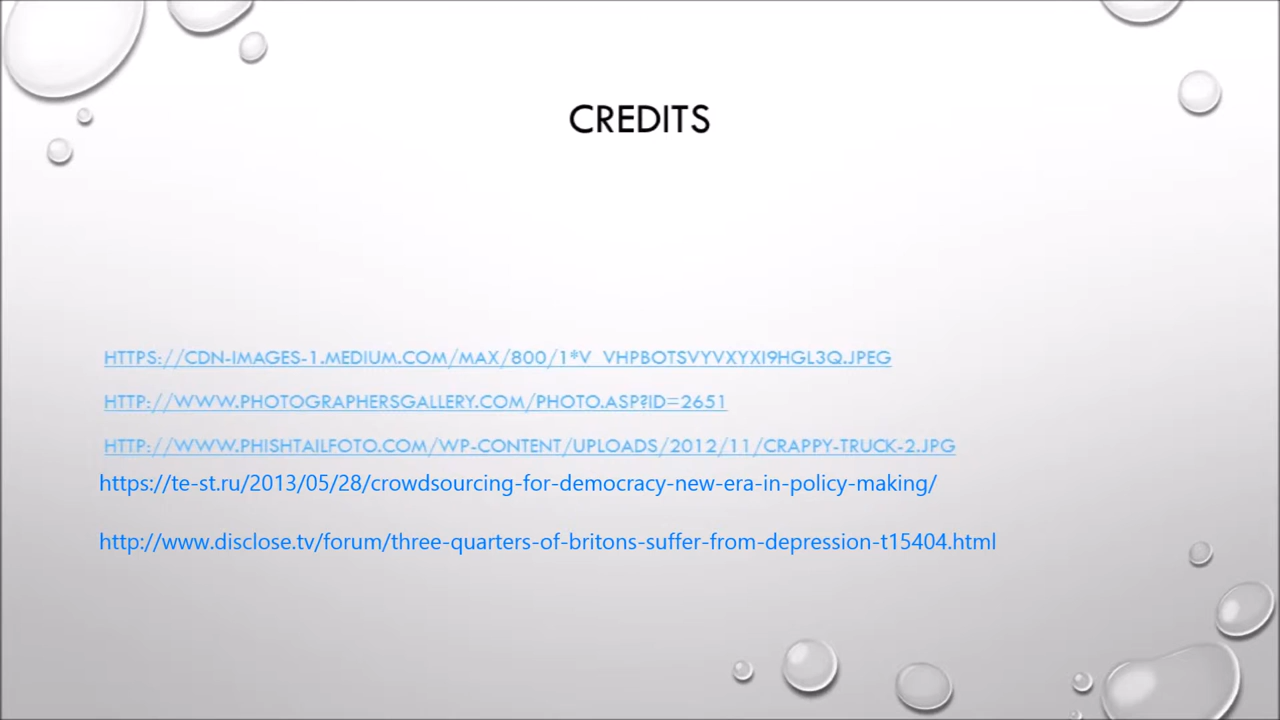 CREDITS
HTTPS://CDN-IMAGES-1.MEDIUM.COM/MAX/800/1*V_VHPBOTSVYVXYXI9HGL3Q.JPEG
HTTP://WWW.PHOTOGRAPHERSGALLERY.COM/PHOTO.ASP?ID=2651
HTTP://WWW.PHISHTAILFOTO.COM/WP-CONTENT/UPLOADS/2012/11/CRAPPY-TRUCK-2.JPG
https://te-st.ru/2013/05/28/crowdsourcing-for-democracy-new-era-in-policy-making/
http://www.disclose.tv/forum/three-quarters-of-britons-suffer-from-depression-t15404.html